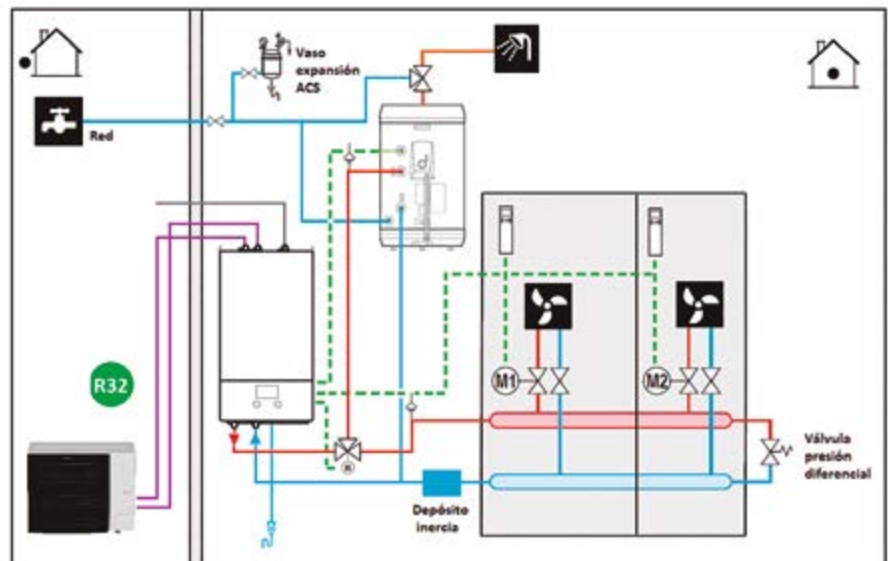 Vaso
expansión
ACS
Red
R32
M1
M2
Válvula
presión
diferencial
Depósito
inercia